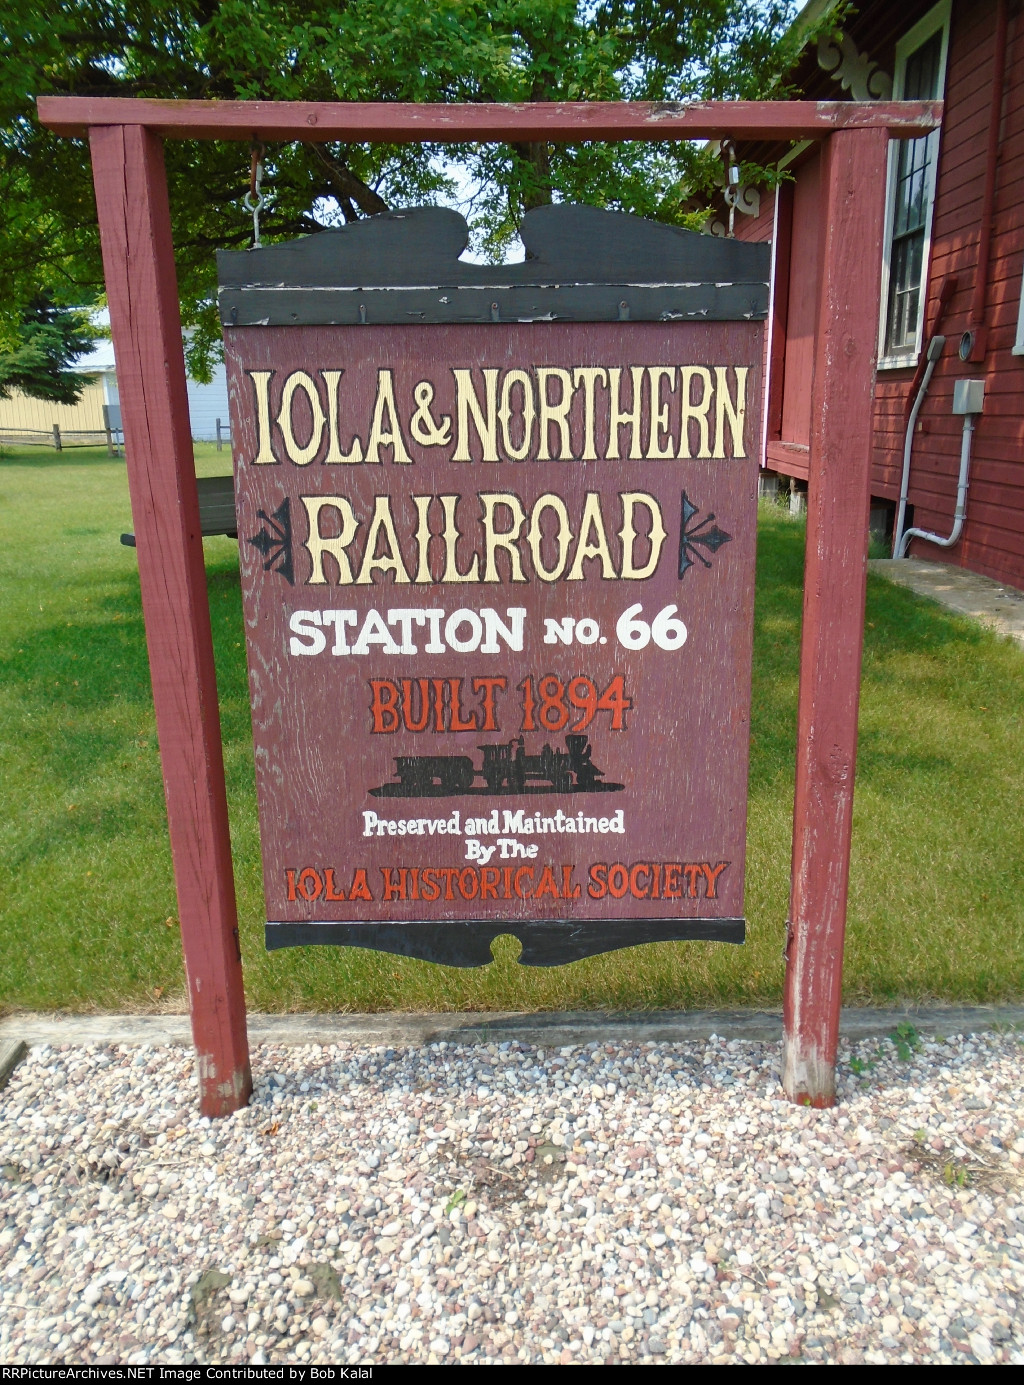 IOLA & NORTHERN
RAILROAD
STATION NO. 66
BUILT 1894
Preserved and Maintained
By The
IOLA HISTORICAL SOCIETY
RRPictureArchives.NET Image Contributed by Bob Kalal